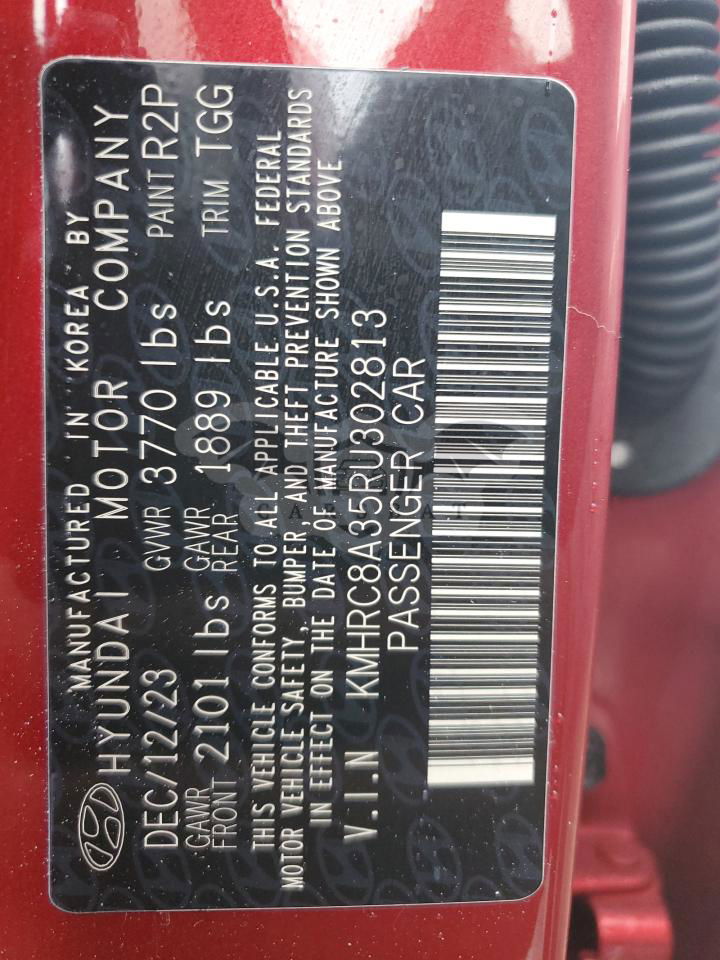 MANUFACTURED IN KOREA BY
HYUNDAI MOTOR COMPANY
DEC/12/23 GVWR 3770 lbs PAINT R2P
GAWR FRONT 2101 lbs GAWR REAR 1889 lbs TRIM TGG
THIS VEHICLE CONFORMS TO ALL APPLICABLE U.S.A. FEDERAL
MOTOR VEHICLE SAFETY, BUMPER, AND THEFT PREVENTION STANDARDS
IN EFFECT ON THE DATE OF MANUFACTURE SHOWN ABOVE
V.I.N KMHRC8A35RU302813
PASSENGER CAR